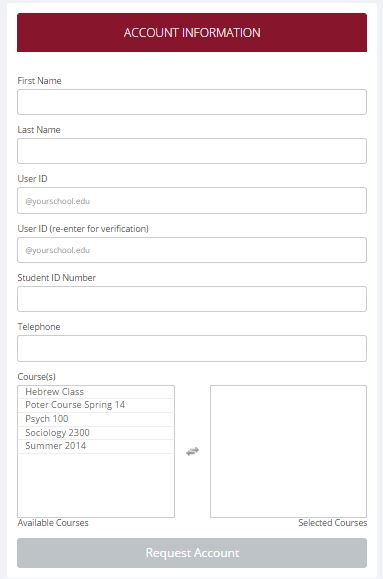 ACCOUNT INFORMATION
First Name
Last Name
User ID
@yourschool.edu
User ID (re-enter for verification)
@yourschool.edu
Student ID Number
Telephone
Course(s)
Hebrew Class
Poter Course Spring 14
Psych 100
Sociology 2300
Summer 2014
Available Courses
Selected Courses
Request Account